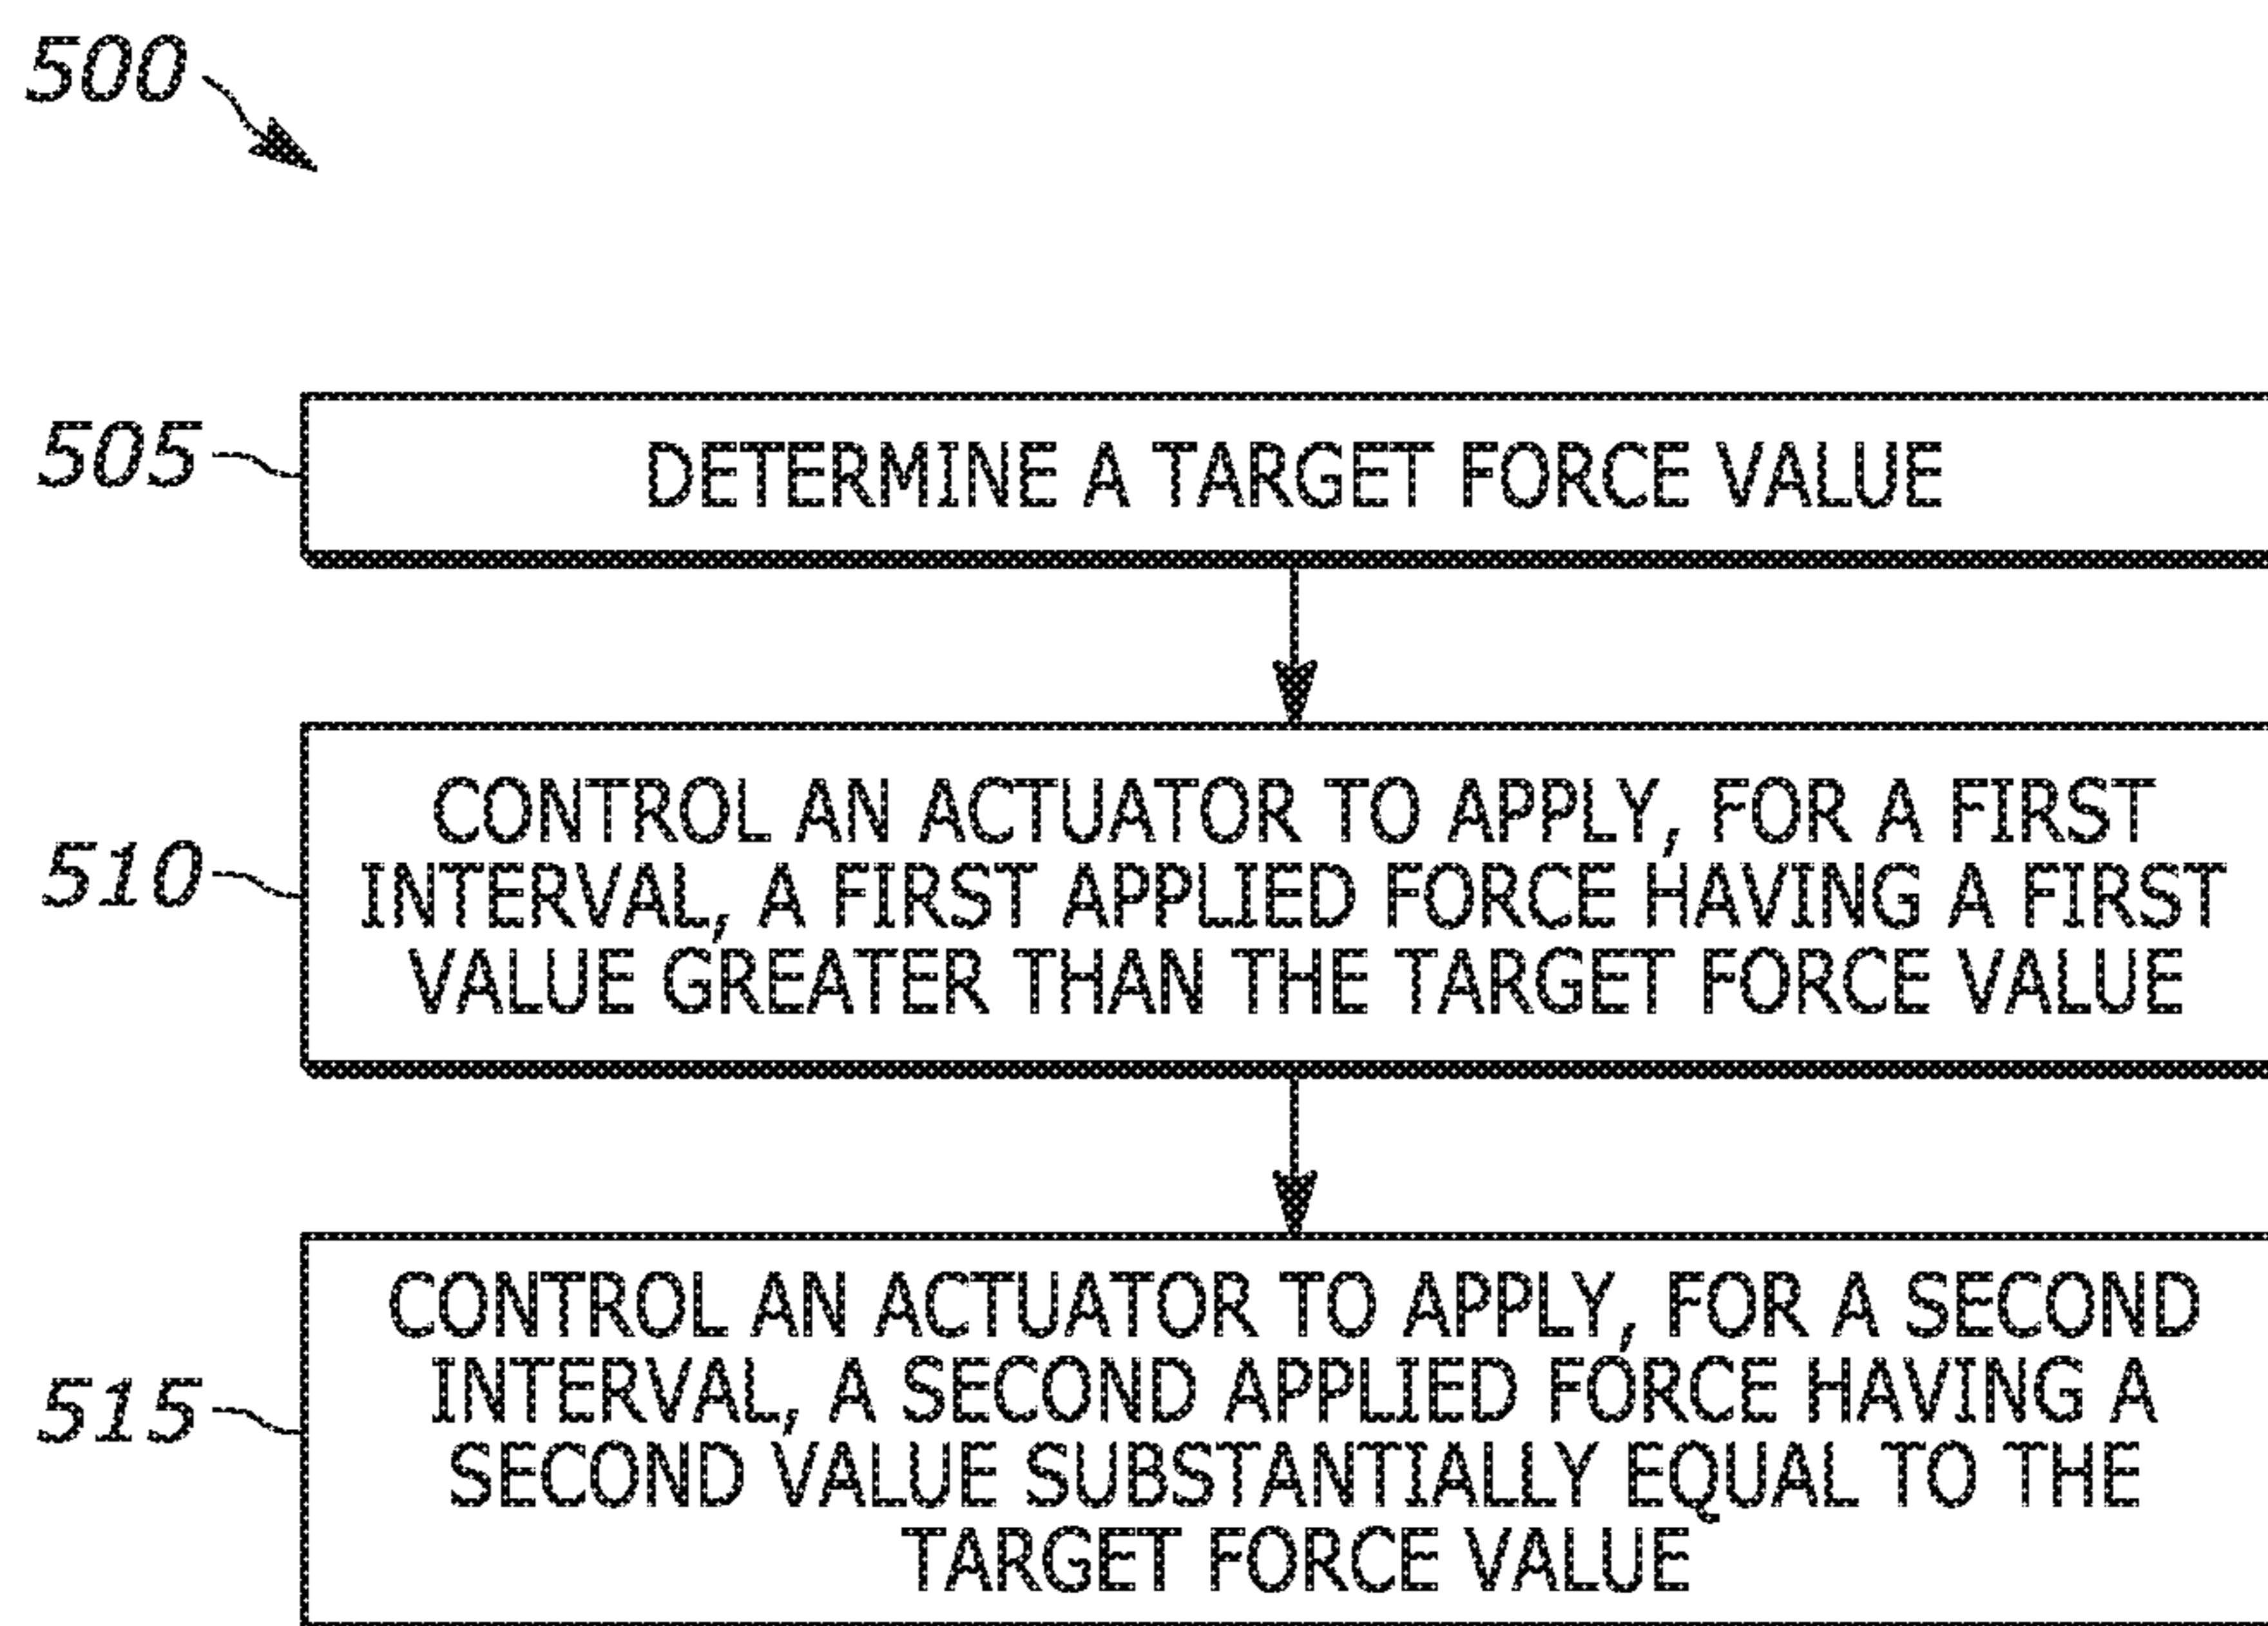 500
505
DETERMINE A TARGET FORCE VALUE
510
CONTROL AN ACTUATOR TO APPLY, FOR A FIRST
INTERVAL, A FIRST APPLIED FORCE HAVING A FIRST
VALUE GREATER THAN THE TARGET FORCE VALUE
515
CONTROL AN ACTUATOR TO APPLY, FOR A SECOND
INTERVAL, A SECOND APPLIED FORCE HAVING A
SECOND VALUE SUBSTANTIALLY EQUAL TO THE
TARGET FORCE VALUE